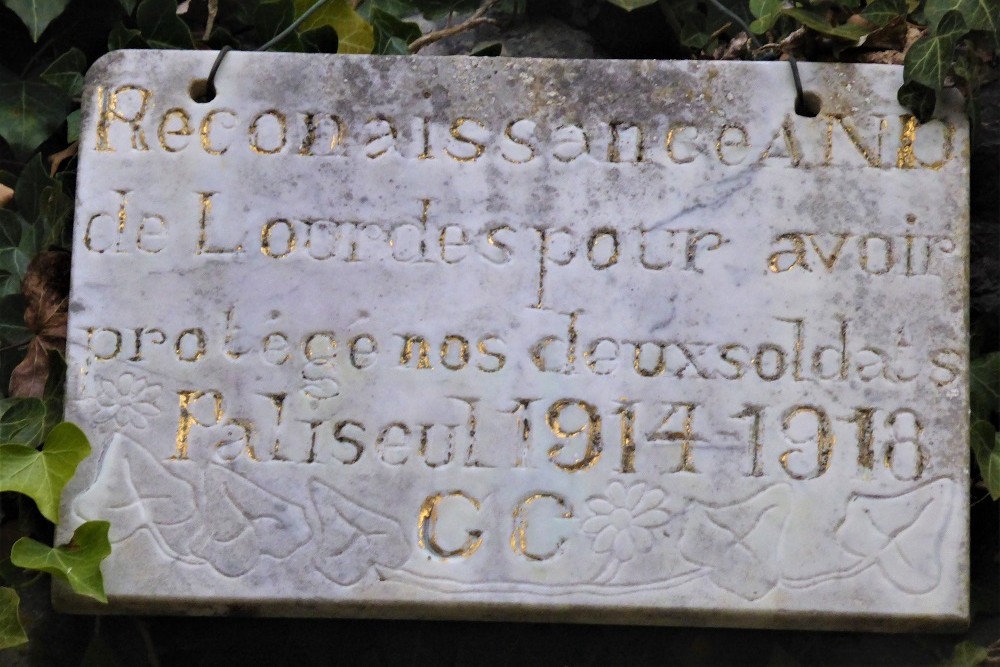 Reconaissance A ND
de Lourdes pour avoir
protégé nos deux soldats
Paliseul 1914-1918
G C